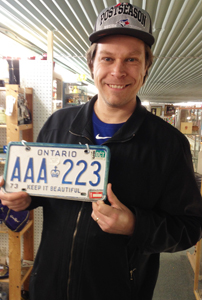 POSTSEASON
ONTARIO
AAA 223
73 KEEP IT BEAUTIFUL